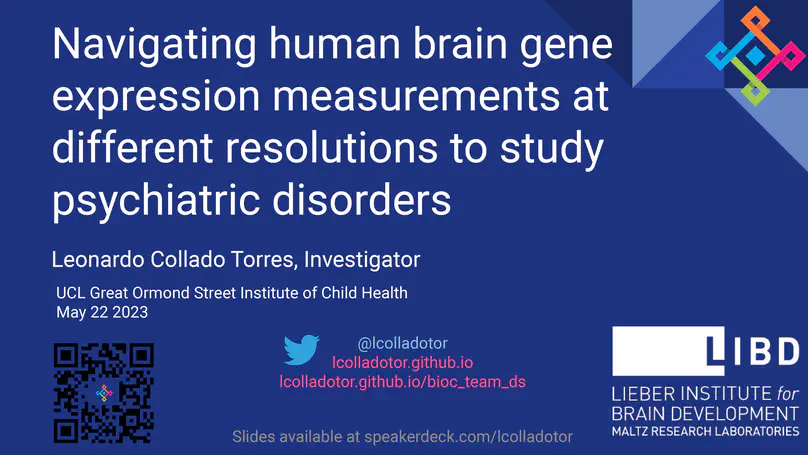 Navigating human brain gene
expression measurements at
different resolutions to study
psychiatric disorders
Leonardo Collado Torres, Investigator
UCL Great Ormond Street Institute of Child Health
May 22 2023
@lcolladotor
lcolladotor.github.io
lcolladotor.github.io/bioc_team_ds
LIBD
LIEBER INSTITUTE for
BRAIN DEVELOPMENT
MALTZ RESEARCH LABORATORIES
Slides available at speakerdeck.com/lcolladotor